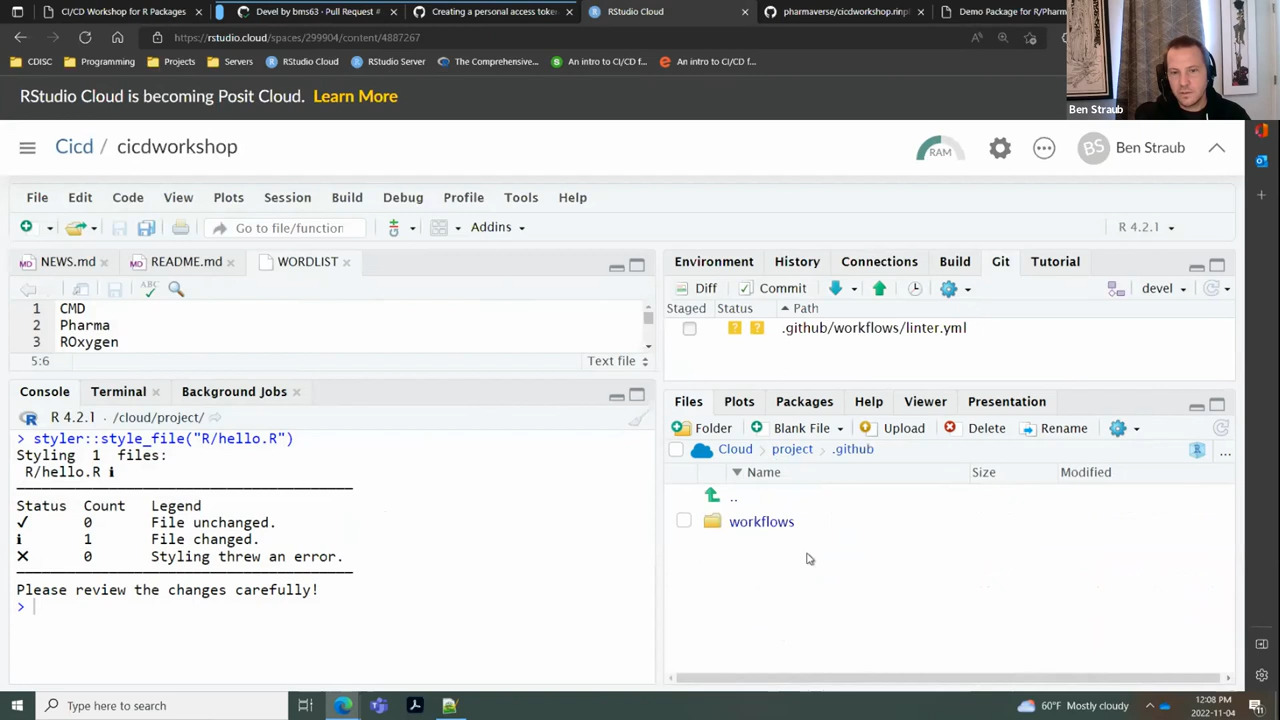 CI/CD Workshop for R Packages
Devel by bms63 · Pull Request #
Creating a personal access toke
RStudio Cloud
pharmaverse/cicdworkshop.rinph
Demo Package for R/Pharm
https://rstudio.cloud/spaces/299904/content/4887267
CDISC
Programming
Projects
Servers
RStudio Cloud
RStudio Server
The Comprehensive...
An intro to CI/CD f...
An intro to CI/CD f...
Ben Straub
RStudio Cloud is becoming Posit Cloud. Learn More
Cicd / cicdworkshop
RAM
BS
Ben Straub
File Edit Code View Plots Session Build Debug Profile Tools Help
Go to file/function
Addins
R 4.2.1
NEWS.md
README.md
WORDLIST
ABC
1 CMD
2 Pharma
3 ROxygen
5:6
Text file
Console Terminal Background Jobs
R 4.2.1 · /cloud/project/
> styler::style_file("R/hello.R")
Styling 1 files:
R/hello.R ℹ
Status Count Legend
✔ 0 File unchanged.
ℹ 1 File changed.
✖ 0 Styling threw an error.
Please review the changes carefully!
>
Environment History Connections Build Git Tutorial
Diff Commit
devel
Staged Status Path
? ? .github/workflows/linter.yml
Files Plots Packages Help Viewer Presentation
Folder Blank File Upload Delete Rename
Cloud project .github
...
Name Size Modified
..
workflows
Type here to search
60°F Mostly cloudy
12:08 PM
2022-11-04